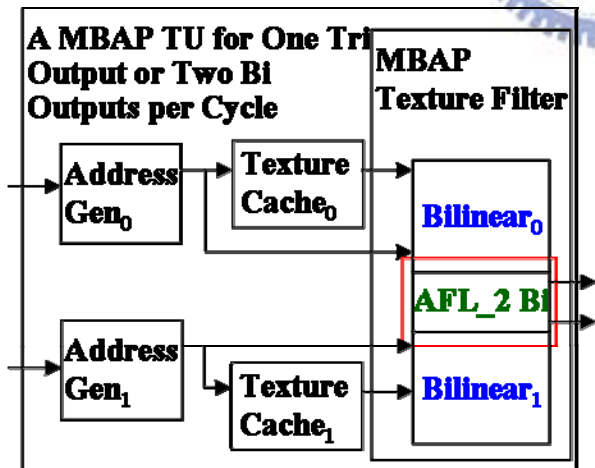 A MBAP TU for One Tri
Output or Two Bi
Outputs per Cycle
MBAP
Texture Filter
Address
Gen0
Texture
Cache0
Bilinear0
AFL_2 Bi
Address
Gen1
Texture
Cache1
Bilinear1